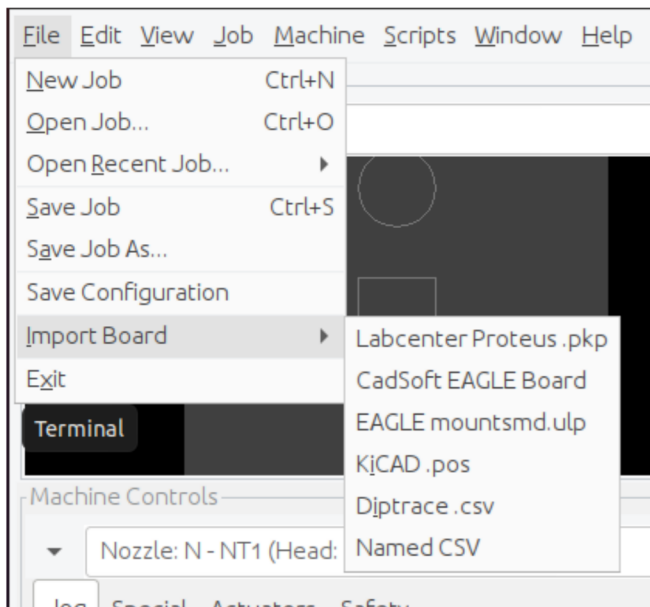 File Edit View Job Machine Scripts Window Help
New Job Ctrl+N
Open Job... Ctrl+O
Open Recent Job...
Save Job Ctrl+S
Save Job As...
Save Configuration
Import Board
Exit
Labcenter Proteus .pkp
CadSoft EAGLE Board
EAGLE mountsmd.ulp
KiCAD .pos
Diptrace .csv
Named CSV
Terminal
Machine Controls
Nozzle: N - NT1 (Head:
Jog Special Actuators Safety